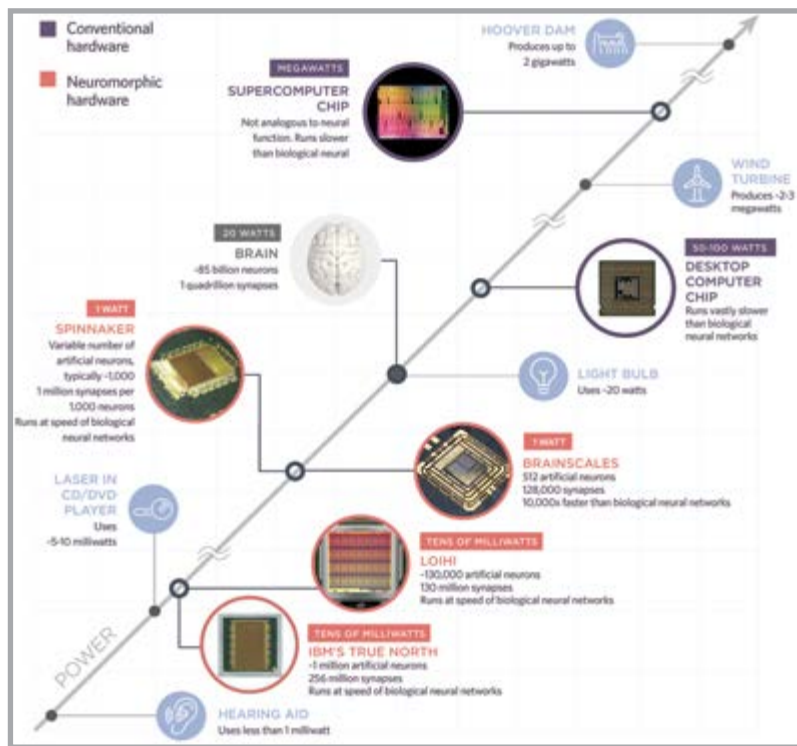 Conventional
hardware
Neuromorphic
hardware
HOOVER DAM
Produces up to
2 gigawatts
MEGAWATTS
SUPERCOMPUTER
CHIP
Not analogous to neural
function. Runs slower
than biological neural
WIND
TURBINE
Produces ~2-3
megawatts
20 WATTS
BRAIN
~85 billion neurons
1 quadrillion synapses
50-100 WATTS
DESKTOP
COMPUTER
CHIP
Runs vastly slower
than biological
neural networks
1 WATT
SPINNAKER
Variable number of
artificial neurons,
typically ~1,000
1 million synapses per
1,000 neurons
Runs at speed of biological
neural networks
LIGHT BULB
Uses ~20 watts
1 WATT
BRAINSCALES
512 artificial neurons
128,000 synapses
10,000x faster than biological neural networks
LASER IN
CD/DVD
PLAYER
Uses
~5-10 milliwatts
TENS OF MILLIWATTS
LOIHI
~130,000 artificial neurons
130 million synapses
Runs at speed of biological neural networks
TENS OF MILLIWATTS
IBM'S TRUE NORTH
~1 million artificial neurons
256 million synapses
Runs at speed of biological neural networks
POWER
HEARING AID
Uses less than 1 milliwatt